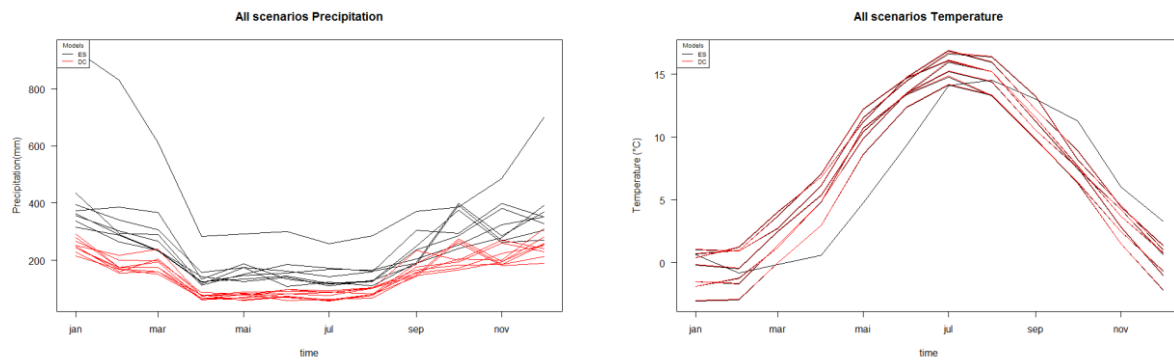 All scenarios Precipitation
Models
ES
DC
Precipitation(mm)
800
600
400
200
jan
mar
mai
jul
sep
nov
time
All scenarios Temperature
Models
ES
DC
Temperature (°C)
15
10
5
0
jan
mar
mai
jul
sep
nov
time